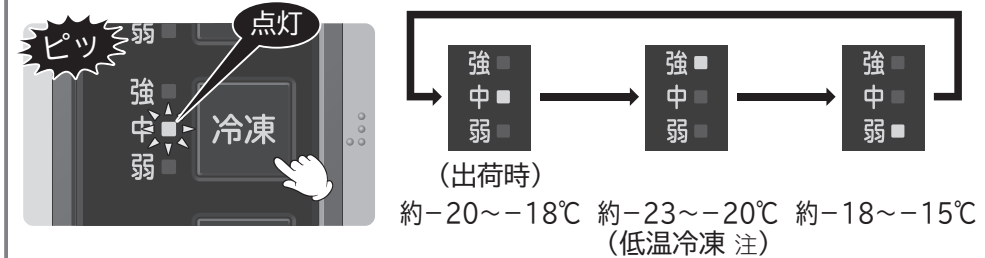 ピッ
点灯
弱
強
中
弱
冷凍
強
中
弱
強
中
弱
強
中
弱
(出荷時)
約−20～−18℃ 約−23～−20℃ 約−18～−15℃
(低温冷凍 注)